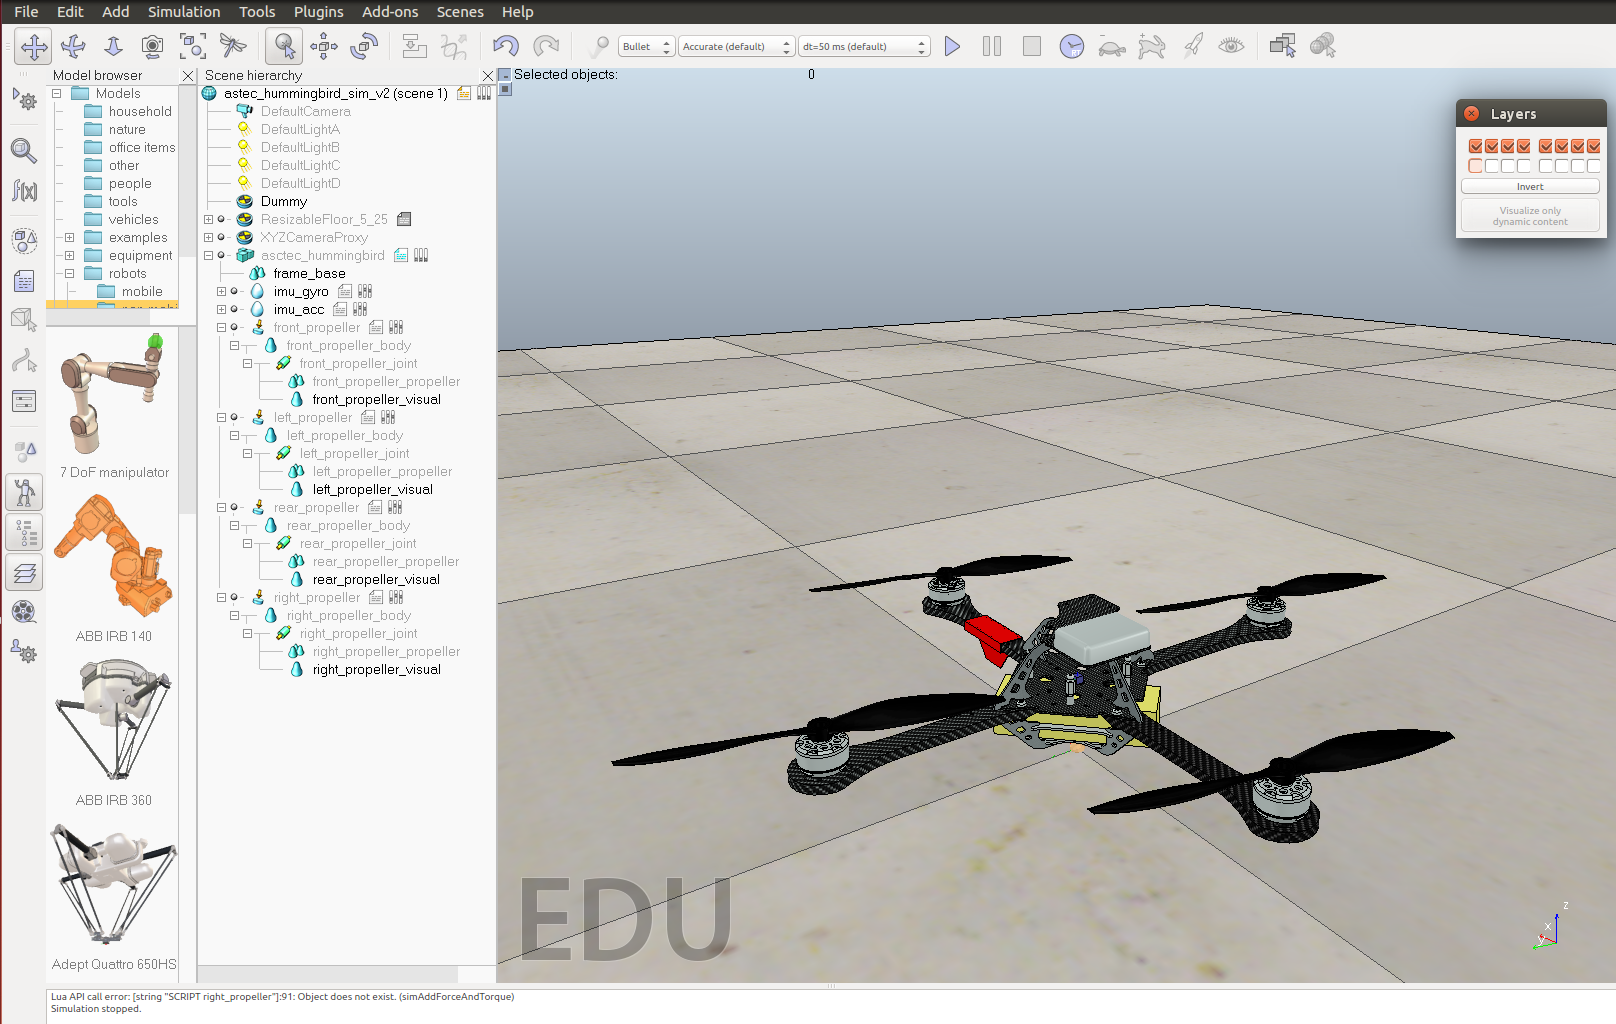 File Edit Add Simulation Tools Plugins Add-ons Scenes Help
Bullet Accurate (default) dt=50 ms (default)
RT
Model browser
Models
household
nature
office items
other
people
tools
vehicles
examples
equipment
robots
mobile
7 DoF manipulator
ABB IRB 140
ABB IRB 360
Adept Quattro 650HS
Scene hierarchy
astec_hummingbird_sim_v2 (scene 1)
DefaultCamera
DefaultLightA
DefaultLightB
DefaultLightC
DefaultLightD
Dummy
ResizableFloor_5_25
XYZCameraProxy
asctec_hummingbird
frame_base
imu_gyro
imu_acc
front_propeller
front_propeller_body
front_propeller_joint
front_propeller_propeller
front_propeller_visual
left_propeller
left_propeller_body
left_propeller_joint
left_propeller_propeller
left_propeller_visual
rear_propeller
rear_propeller_body
rear_propeller_joint
rear_propeller_propeller
rear_propeller_visual
right_propeller
right_propeller_body
right_propeller_joint
right_propeller_propeller
right_propeller_visual
Selected objects: 0
Layers
Invert
Visualize only
dynamic content
EDU
z
x
y
f(x)
Lua API call error: [string "SCRIPT right_propeller"]:91: Object does not exist. (simAddForceAndTorque)
Simulation stopped.